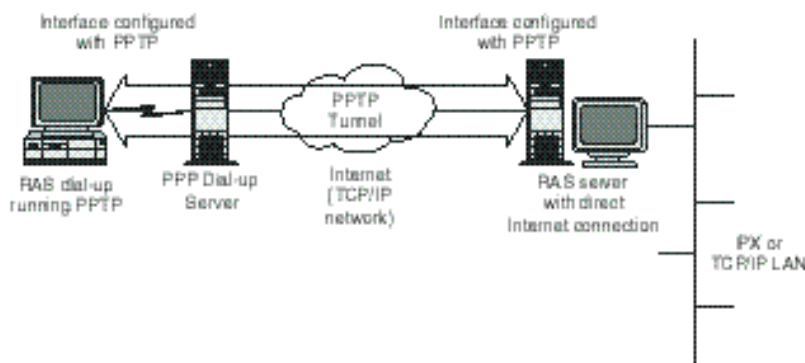 Interface configured
with PPTP
Interface configured
with PPTP
PPTP
Tunnel
RAS dial-up
running PPTP
PPP Dial-up
Server
Internet
(TCP/IP
network)
RAS server
with direct
Internet connection
IPX or
TCP/IP LAN